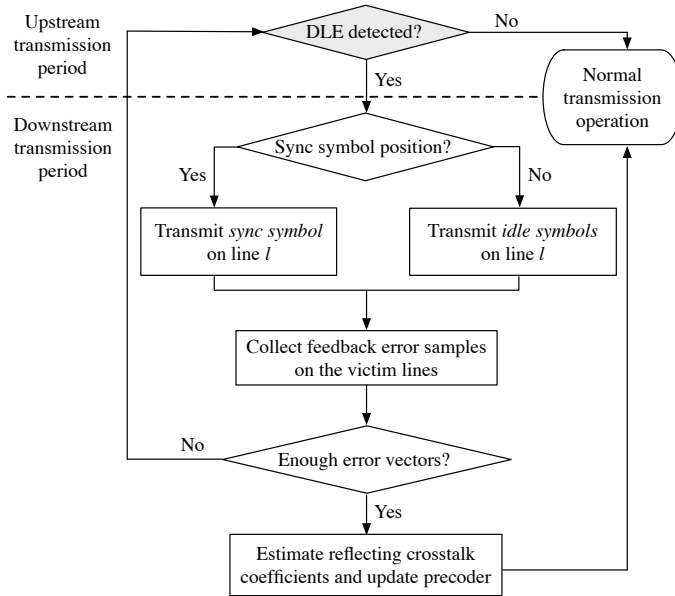 Upstream
transmission
period
DLE detected?
No
Normal
transmission
operation
Yes
Downstream
transmission
period
Sync symbol position?
Yes
No
Transmit sync symbol
on line l
Transmit idle symbols
on line l
Collect feedback error samples
on the victim lines
No
Enough error vectors?
Yes
Estimate reflecting crosstalk
coefficients and update precoder